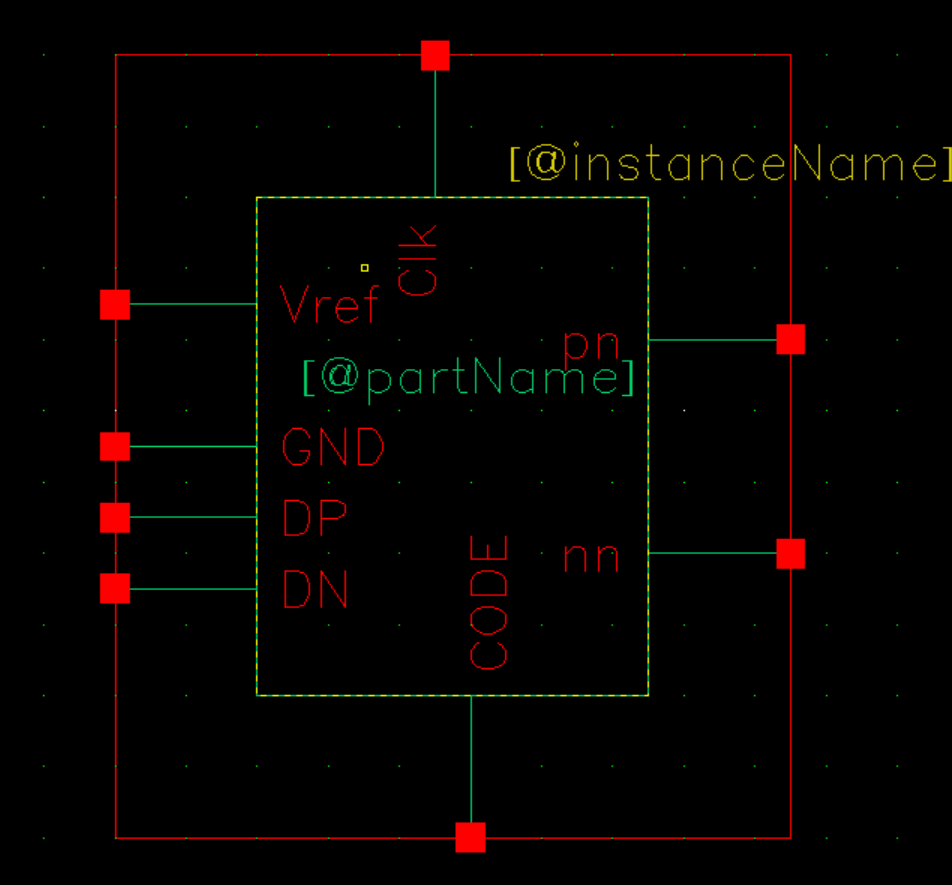 [@instanceName]
Clk
Vref
pn
[@partName]
GND
DP
nn
DN
CODE